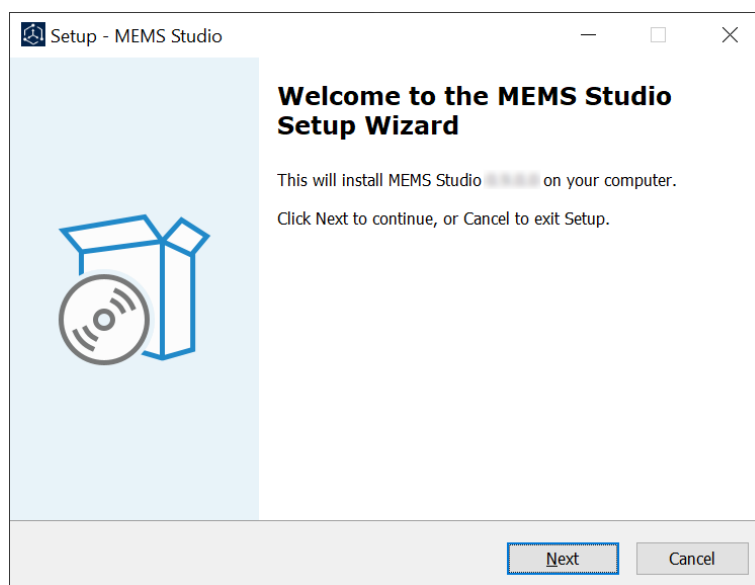 Setup - MEMS Studio
Welcome to the MEMS Studio
Setup Wizard
This will install MEMS Studio on your computer.
Click Next to continue, or Cancel to exit Setup.
Next
Cancel